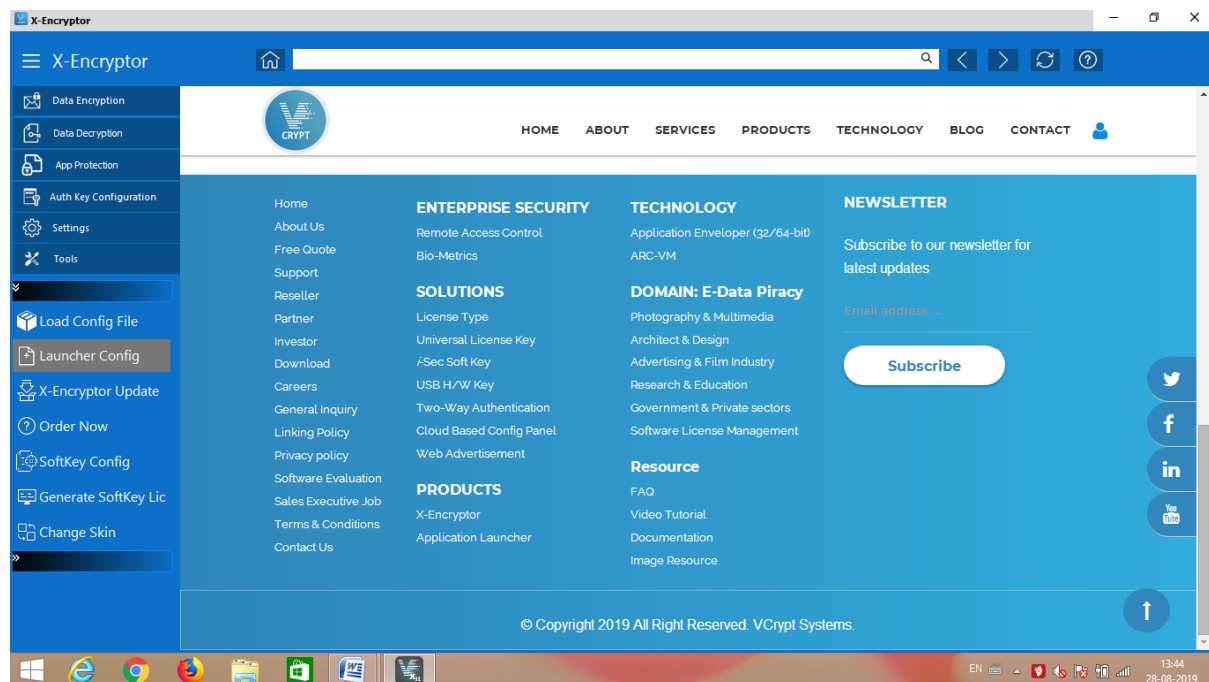 X-Encryptor
X-Encryptor
Data Encryption
Data Decryption
App Protection
Auth Key Configuration
Settings
Tools
Load Config File
Launcher Config
X-Encryptor Update
Order Now
SoftKey Config
Generate SoftKey Lic
Change Skin
CRYPT
HOME ABOUT SERVICES PRODUCTS TECHNOLOGY BLOG CONTACT
Home
About Us
Free Quote
Support
Reseller
Partner
Investor
Download
Careers
General Inquiry
Linking Policy
Privacy policy
Software Evaluation
Sales Executive Job
Terms & Conditions
Contact Us
ENTERPRISE SECURITY
Remote Access Control
Bio-Metrics
SOLUTIONS
License Type
Universal License Key
i-Sec Soft Key
USB H/W Key
Two-Way Authentication
Cloud Based Config Panel
Web Advertisement
PRODUCTS
X-Encryptor
Application Launcher
TECHNOLOGY
Application Enveloper (32/64-bit)
ARC-VM
DOMAIN: E-Data Piracy
Photography & Multimedia
Architect & Design
Advertising & Film Industry
Research & Education
Government & Private sectors
Software License Management
Resource
FAQ
Video Tutorial
Documentation
Image Resource
NEWSLETTER
Subscribe to our newsletter for
latest updates
Email address ...
Subscribe
You
Tube
© Copyright 2019 All Right Reserved. VCrypt Systems.
EN
13:44
28-08-2019